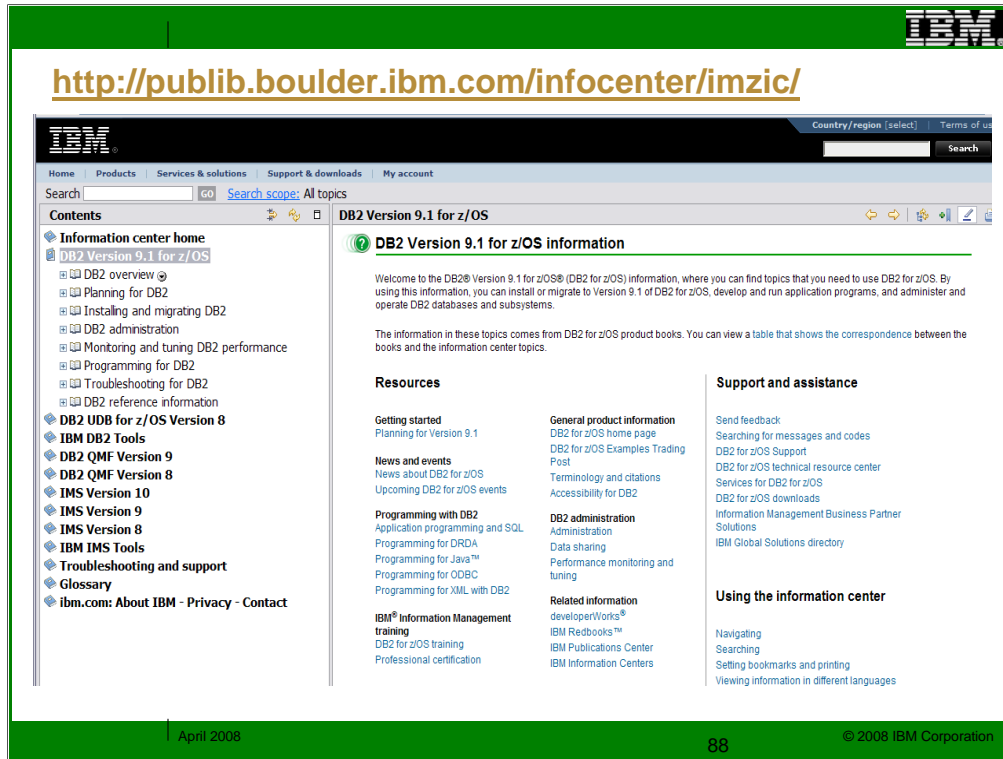 IBM®
http://publib.boulder.ibm.com/infocenter/imzic/
IBM®
Country/region [select] | Terms of us
Search
Home | Products | Services & solutions | Support & downloads | My account
Search GO Search scope: All topics
Contents
Information center home
DB2 Version 9.1 for z/OS
DB2 overview
Planning for DB2
Installing and migrating DB2
DB2 administration
Monitoring and tuning DB2 performance
Programming for DB2
Troubleshooting for DB2
DB2 reference information
DB2 UDB for z/OS Version 8
IBM DB2 Tools
DB2 QMF Version 9
DB2 QMF Version 8
IMS Version 10
IMS Version 9
IMS Version 8
IBM IMS Tools
Troubleshooting and support
Glossary
ibm.com: About IBM - Privacy - Contact
DB2 Version 9.1 for z/OS
DB2 Version 9.1 for z/OS information
Welcome to the DB2® Version 9.1 for z/OS® (DB2 for z/OS) information, where you can find topics that you need to use DB2 for z/OS. By
using this information, you can install or migrate to Version 9.1 of DB2 for z/OS, develop and run application programs, and administer and
operate DB2 databases and subsystems.
The information in these topics comes from DB2 for z/OS product books. You can view a table that shows the correspondence between the
books and the information center topics.
Resources
Getting started
Planning for Version 9.1
News and events
News about DB2 for z/OS
Upcoming DB2 for z/OS events
Programming with DB2
Application programming and SQL
Programming for DRDA
Programming for Java™
Programming for ODBC
Programming for XML with DB2
IBM® Information Management
training
DB2 for z/OS training
Professional certification
General product information
DB2 for z/OS home page
DB2 for z/OS Examples Trading
Post
Terminology and citations
Accessibility for DB2
DB2 administration
Administration
Data sharing
Performance monitoring and
tuning
Related information
developerWorks®
IBM Redbooks™
IBM Publications Center
IBM Information Centers
Support and assistance
Send feedback
Searching for messages and codes
DB2 for z/OS Support
DB2 for z/OS technical resource center
Services for DB2 for z/OS
DB2 for z/OS downloads
Information Management Business Partner
Solutions
IBM Global Solutions directory
Using the information center
Navigating
Searching
Setting bookmarks and printing
Viewing information in different languages
April 2008
88
© 2008 IBM Corporation